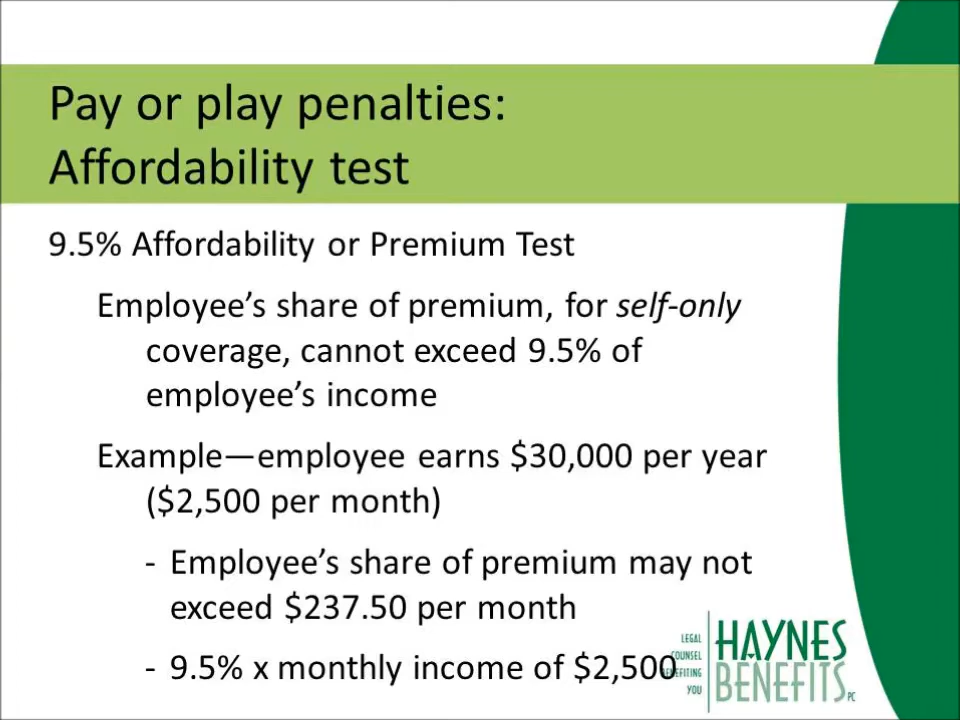 Pay or play penalties:
Affordability test
9.5% Affordability or Premium Test
Employee’s share of premium, for self-only
coverage, cannot exceed 9.5% of
employee’s income
Example—employee earns $30,000 per year
($2,500 per month)
- Employee’s share of premium may not
exceed $237.50 per month
- 9.5% x monthly income of $2,500
LEGAL
COUNSEL
BENEFITING
YOU
HAYNES
BENEFITS PC